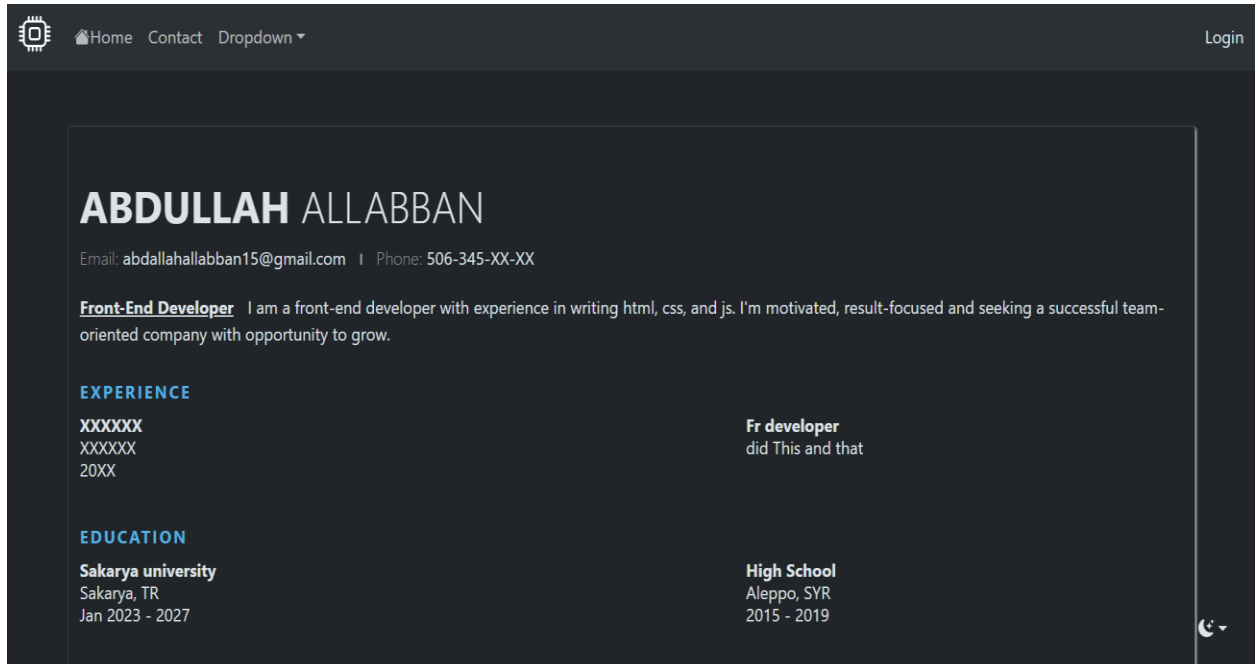 Home Contact Dropdown Login
ABDULLAH ALLABBAN
Email: abdallahallabban15@gmail.com | Phone: 506-345-XX-XX
Front-End Developer I am a front-end developer with experience in writing html, css, and js. I'm motivated, result-focused and seeking a successful team-
oriented company with opportunity to grow.
EXPERIENCE
XXXXXX Fr developer
XXXXXX did This and that
20XX
EDUCATION
Sakarya university High School
Sakarya, TR Aleppo, SYR
Jan 2023 - 2027 2015 - 2019